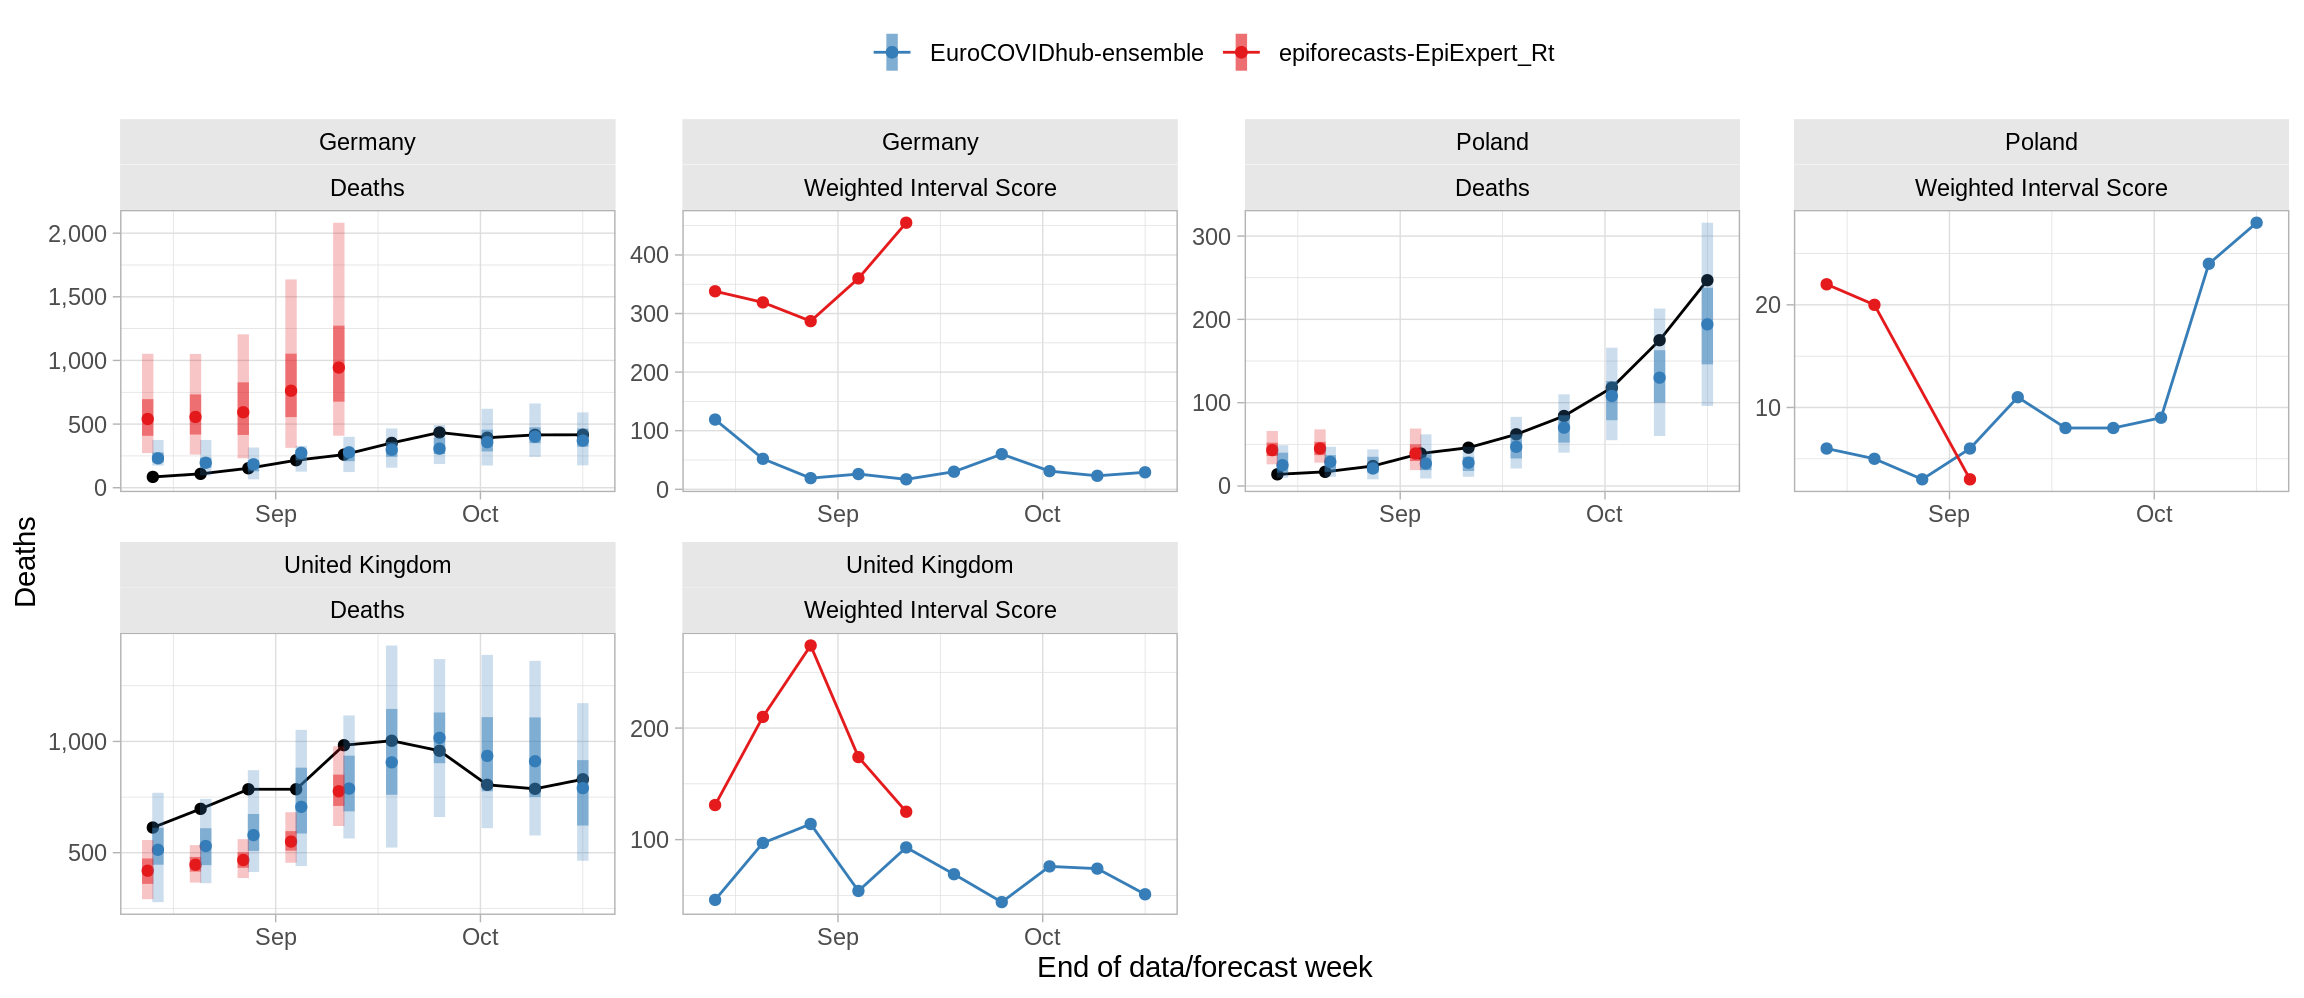 EuroCOVIDhub-ensemble epiforecasts-EpiExpert_Rt
Germany
Deaths
2,000
1,500
1,000
500
0
Sep Oct
Germany
Weighted Interval Score
400
300
200
100
0
Sep Oct
Poland
Deaths
300
200
100
0
Sep Oct
Poland
Weighted Interval Score
20
10
Sep Oct
Deaths
United Kingdom
Deaths
1,000
500
Sep Oct
United Kingdom
Weighted Interval Score
200
100
Sep Oct
End of data/forecast week